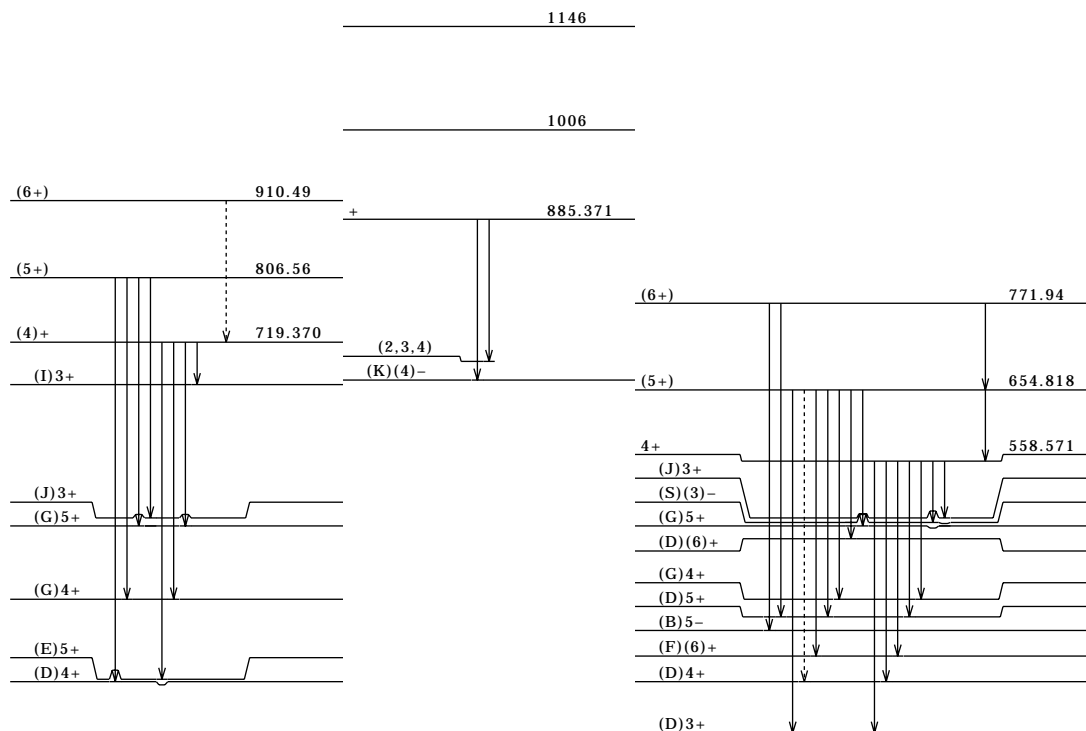 1146
1006
(6+) 910.49
+ 885.371
(5+) 806.56
(6+) 771.94
(4)+ 719.370
(2,3,4)
(K)(4)−
(I)3+
(5+) 654.818
4+ 558.571
(J)3+
(J)3+
(S)(3)−
(G)5+
(G)5+
(D)(6)+
(G)4+
(G)4+
(D)5+
(B)5−
(E)5+
(F)(6)+
(D)4+
(D)4+
(D)3+